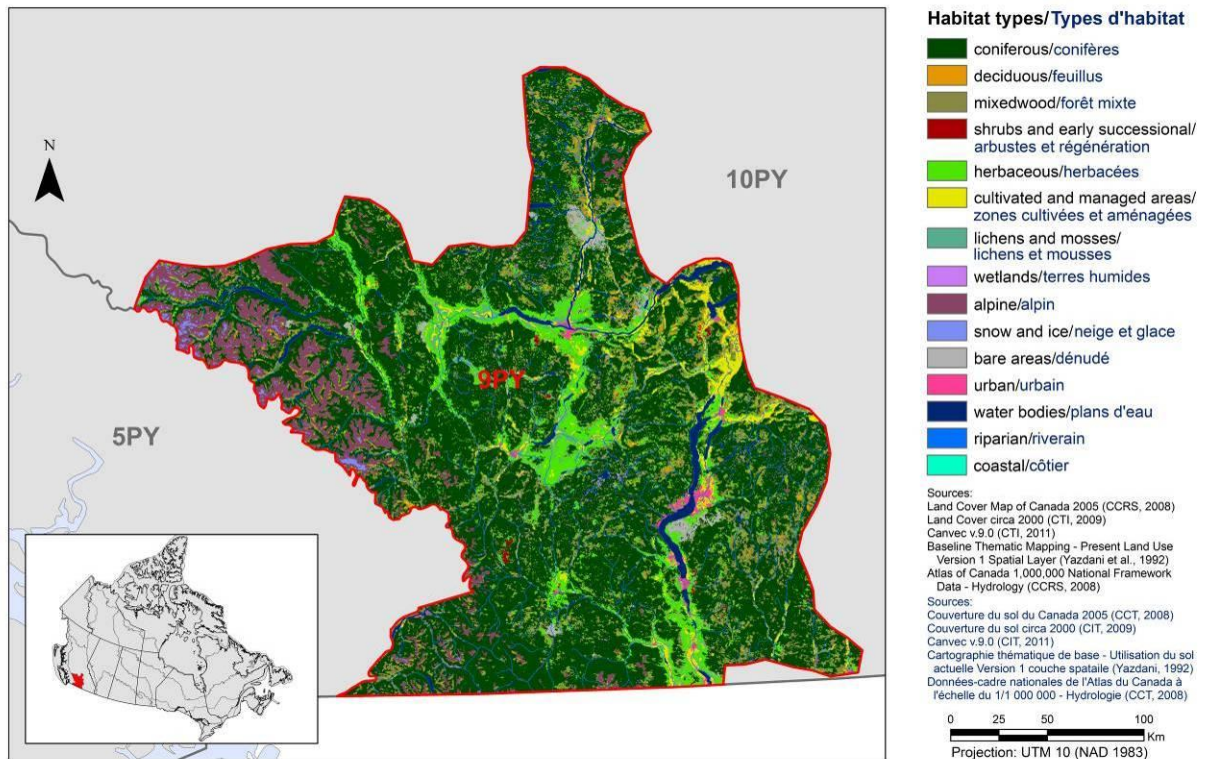 N
10PY
9PY
5PY
Habitat types/Types d'habitat
coniferous/conifères
deciduous/feuillus
mixedwood/forêt mixte
shrubs and early successional/
arbustes et régénération
herbaceous/herbacées
cultivated and managed areas/
zones cultivées et aménagées
lichens and mosses/
lichens et mousses
wetlands/terres humides
alpine/alpin
snow and ice/neige et glace
bare areas/dénudé
urban/urbain
water bodies/plans d'eau
riparian/riverain
coastal/côtier
Sources:
Land Cover Map of Canada 2005 (CCRS, 2008)
Land Cover circa 2000 (CTI, 2009)
Canvec v.9.0 (CTI, 2011)
Baseline Thematic Mapping - Present Land Use
Version 1 Spatial Layer (Yazdani et al., 1992)
Atlas of Canada 1,000,000 National Framework
Data - Hydrology (CCRS, 2008)
Sources:
Couverture du sol du Canada 2005 (CCT, 2008)
Couverture du sol circa 2000 (CIT, 2009)
Canvec v.9.0 (CIT, 2011)
Cartographie thématique de base - Utilisation du sol
actuelle Version 1 couche spataile (Yazdani, 1992)
Données-cadre nationales de l'Atlas du Canada à
l'échelle du 1/1 000 000 - Hydrologie (CCT, 2008)
0 25 50 100
Km
Projection: UTM 10 (NAD 1983)